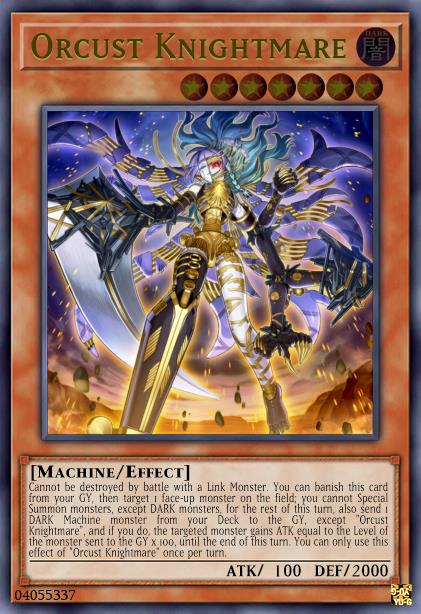 ORCUST KNIGHTMARE
DARK
闇
[MACHINE/EFFECT]
Cannot be destroyed by battle with a Link Monster. You can banish this
card from your GY, then target 1 face-up monster on the field; you cannot Special
Summon monsters, except DARK monsters, for the rest of this turn, also send 1
DARK Machine monster from your Deck to the GY, except "Orcust
Knightmare", and if you do, the targeted monster gains ATK equal to the Level of
the monster sent to the GY x 100, until the end of this turn. You can only use this
effect of "Orcust Knightmare" once per turn.
ATK/ 100 DEF/2000
04055337